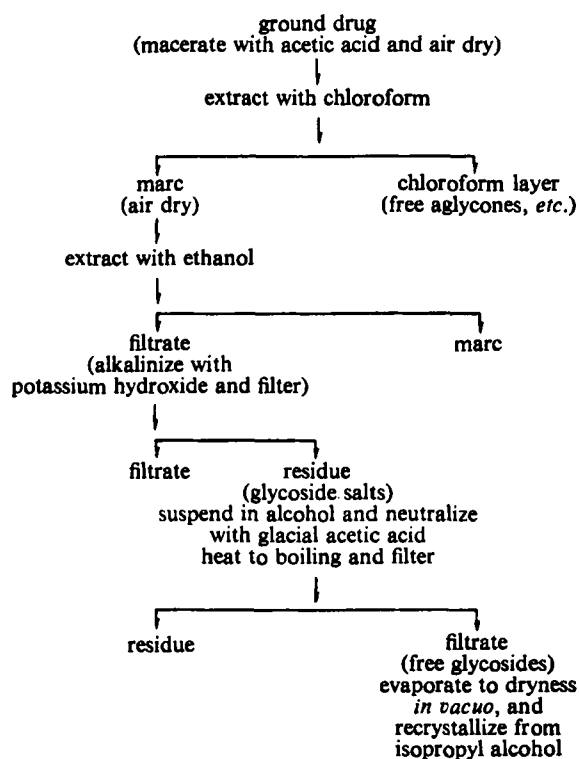 ground drug
(macerate with acetic acid and air dry)
extract with chloroform
marc
(air dry)
chloroform layer
(free aglycones, etc.)
extract with ethanol
filtrate
(alkalinize with
potassium hydroxide and filter)
marc
filtrate
residue
(glycoside salts)
suspend in alcohol and neutralize
with glacial acetic acid
heat to boiling and filter
residue
filtrate
(free glycosides)
evaporate to dryness
in vacuo, and
recrystallize from
isopropyl alcohol